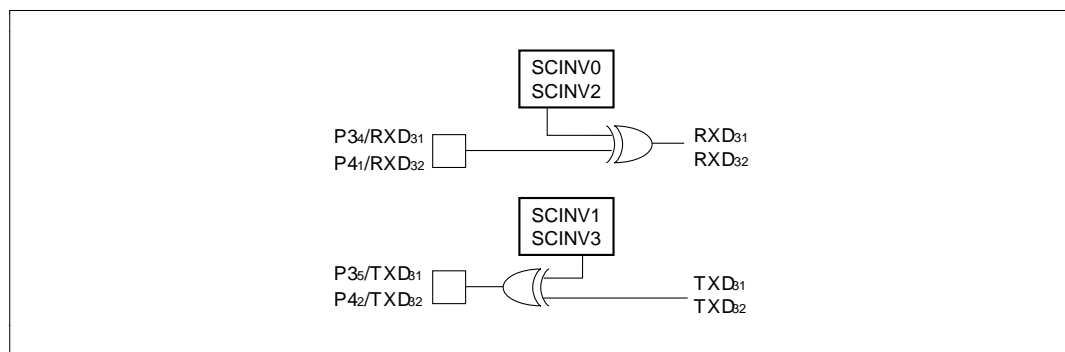 SCINV0
SCINV2
P3₄/RXD₃₁
P4₁/RXD₃₂
RXD₃₁
RXD₃₂
SCINV1
SCINV3
P3₅/TXD₃₁
P4₂/TXD₃₂
TXD₃₁
TXD₃₂